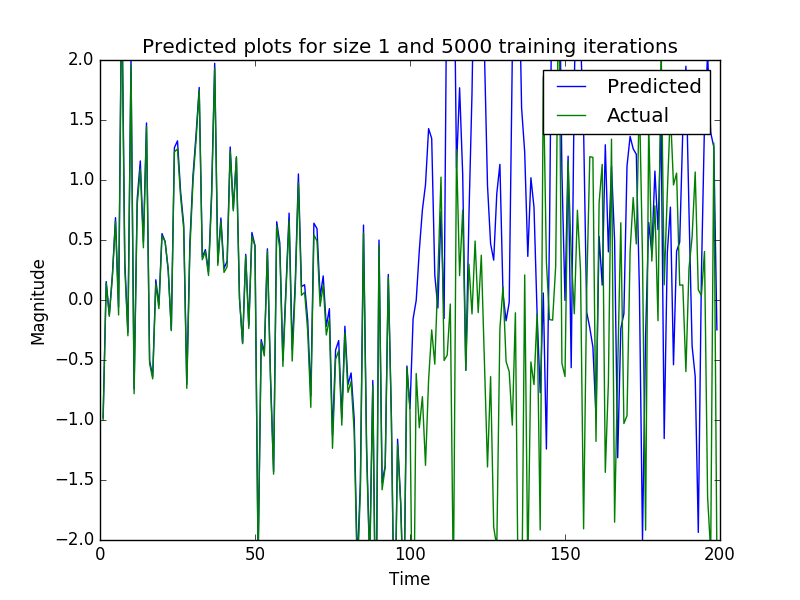 Predicted plots for size 1 and 5000 training iterations
2.0
1.5
1.0
0.5
0.0
−0.5
−1.0
−1.5
−2.0
Magnitude
Predicted
Actual
0
50
100
150
200
Time